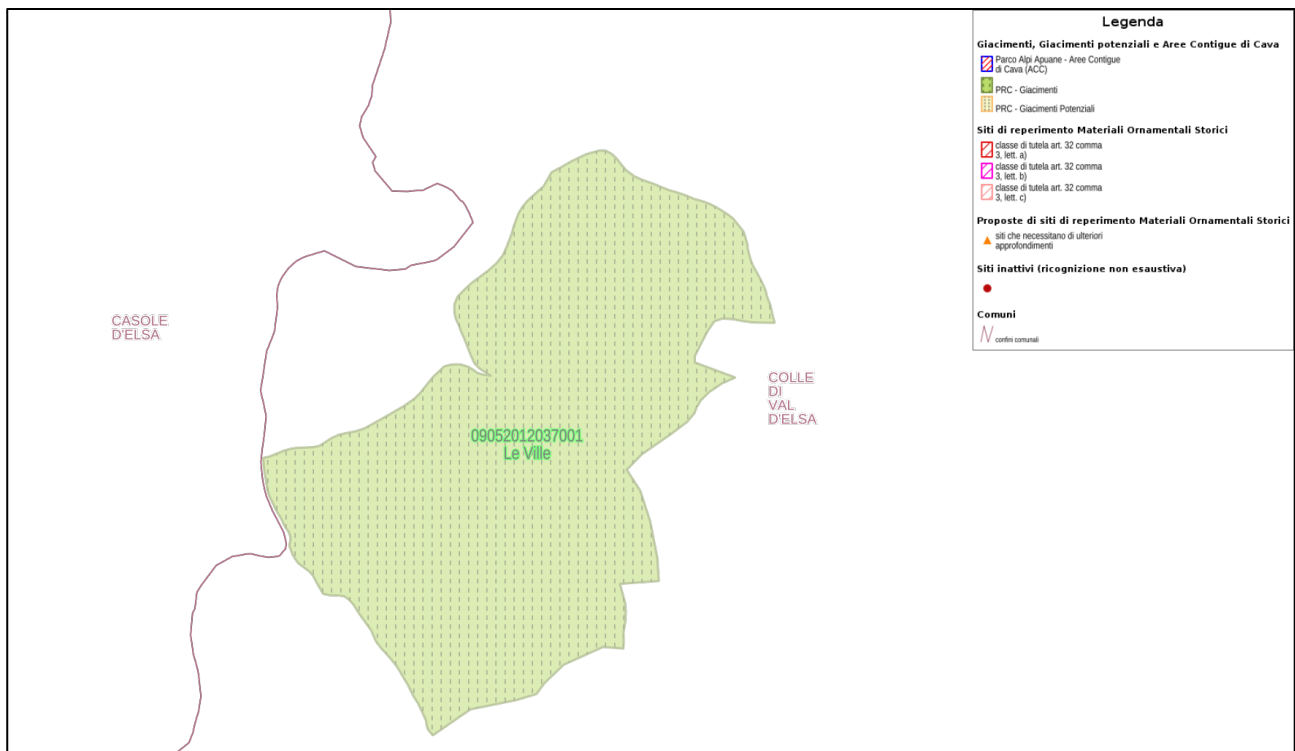 Legenda
Giacimenti, Giacimenti potenziali e Aree Contigue di Cava
Parco Alpi Apuane - Aree Contigue
di Cava (ACC)
PRC - Giacimenti
PRC - Giacimenti Potenziali
Siti di reperimento Materiali Ornamentali Storici
classe di tutela art. 32 comma
3, lett. a)
classe di tutela art. 32 comma
3, lett. b)
classe di tutela art. 32 comma
3, lett. c)
Proposte di siti di reperimento Materiali Ornamentali Storici
siti che necessitano di ulteriori
approfondimenti
Siti inattivi (ricognizione non esaustiva)
Comuni
confini comunali
CASOLE
D'ELSA
COLLE
DI
VAL
D'ELSA
09052012037001
Le Ville